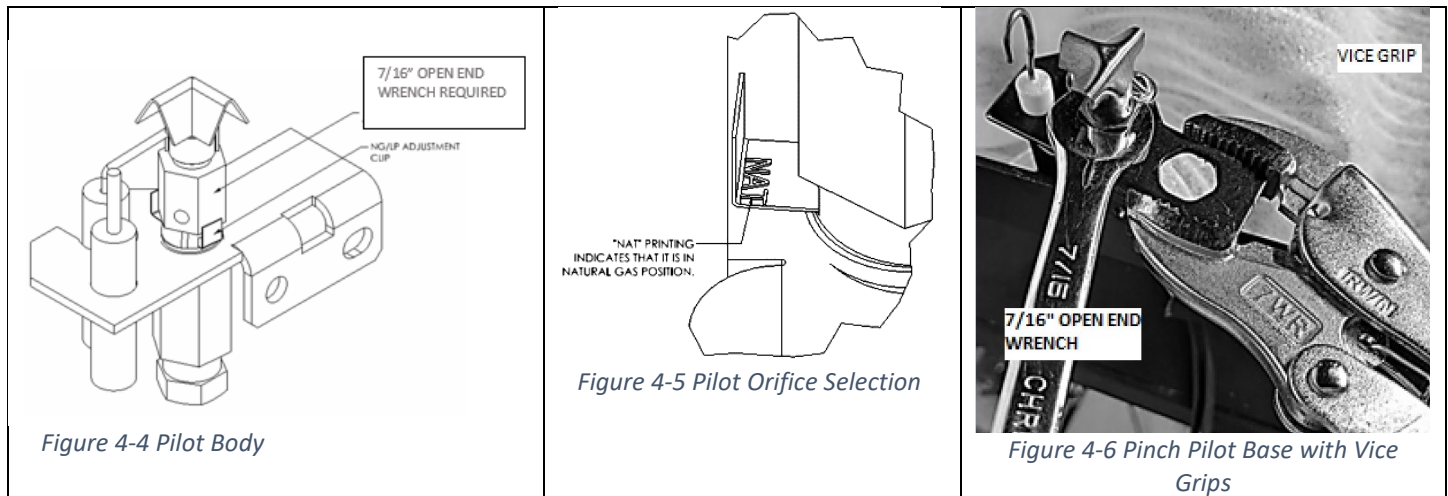 7/16" OPEN END
WRENCH REQUIRED
NG/LP ADJUSTMENT
CLIP
Figure 4-4 Pilot Body
NAT
"NAT" PRINTING
INDICATES THAT IT IS IN
NATURAL GAS POSITION.
Figure 4-5 Pilot Orifice Selection
VICE GRIP
7/16" OPEN END
WRENCH
7/16
CHR
7WR
IRWIN
Figure 4-6 Pinch Pilot Base with Vice
Grips